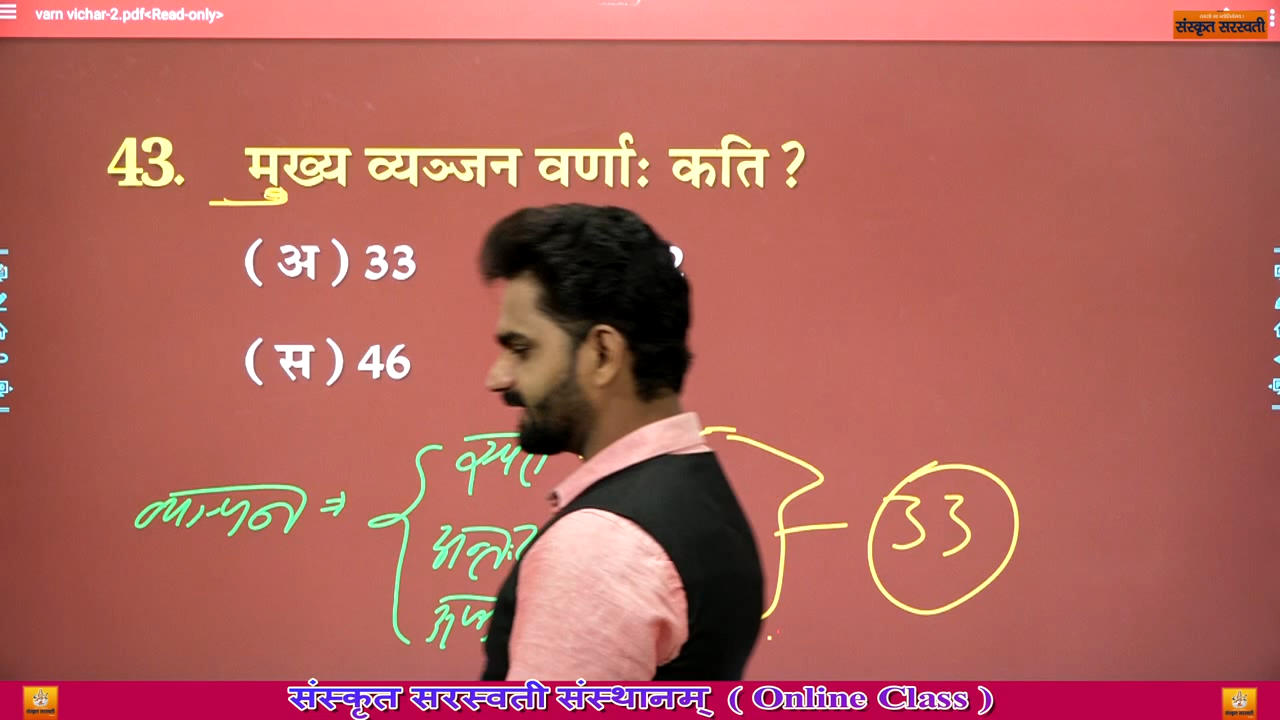 varn vichar-2.pdf<Read-only>
संस्कृत सरस्वती
43. मुख्य व्यञ्जन वर्णाः कति ?
( अ ) 33
( स ) 46
व्यञ्जन ⇒
33
संस्कृत सरस्वती संस्थानम् ( Online Class )